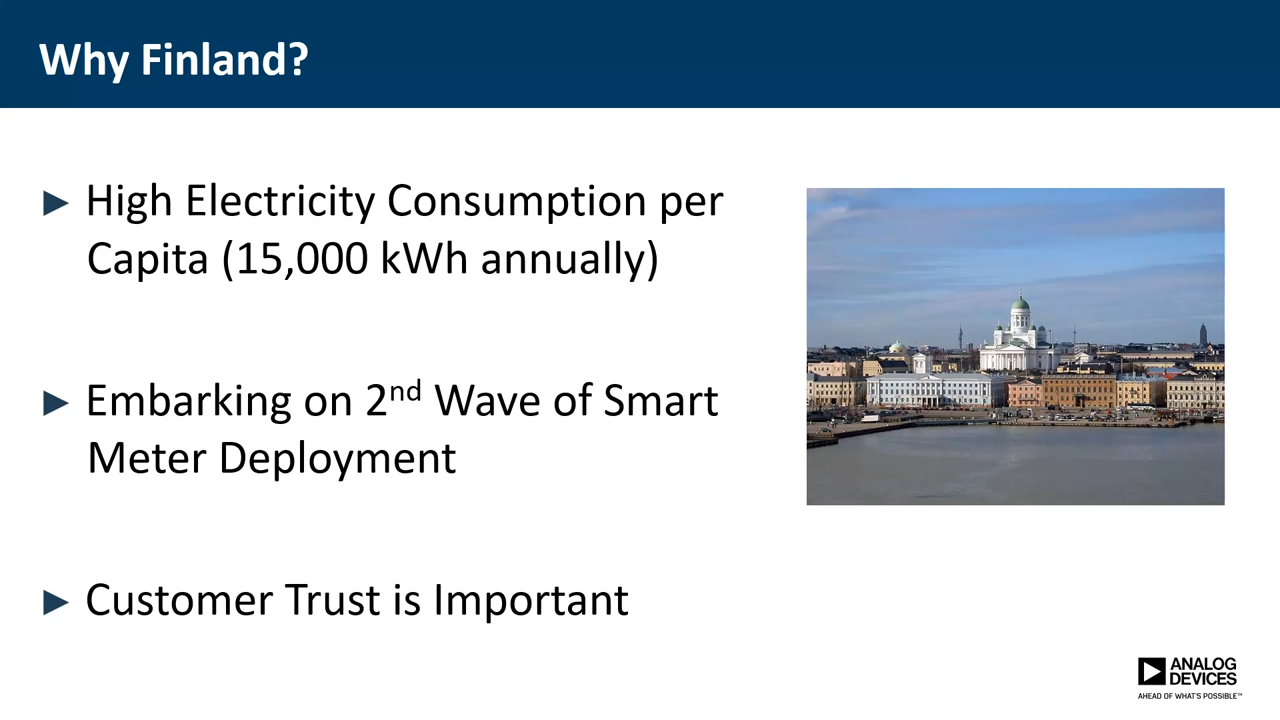 Why Finland?
► High Electricity Consumption per
Capita (15,000 kWh annually)
► Embarking on 2nd Wave of Smart
Meter Deployment
► Customer Trust is Important
ANALOG
DEVICES
AHEAD OF WHAT'S POSSIBLE™